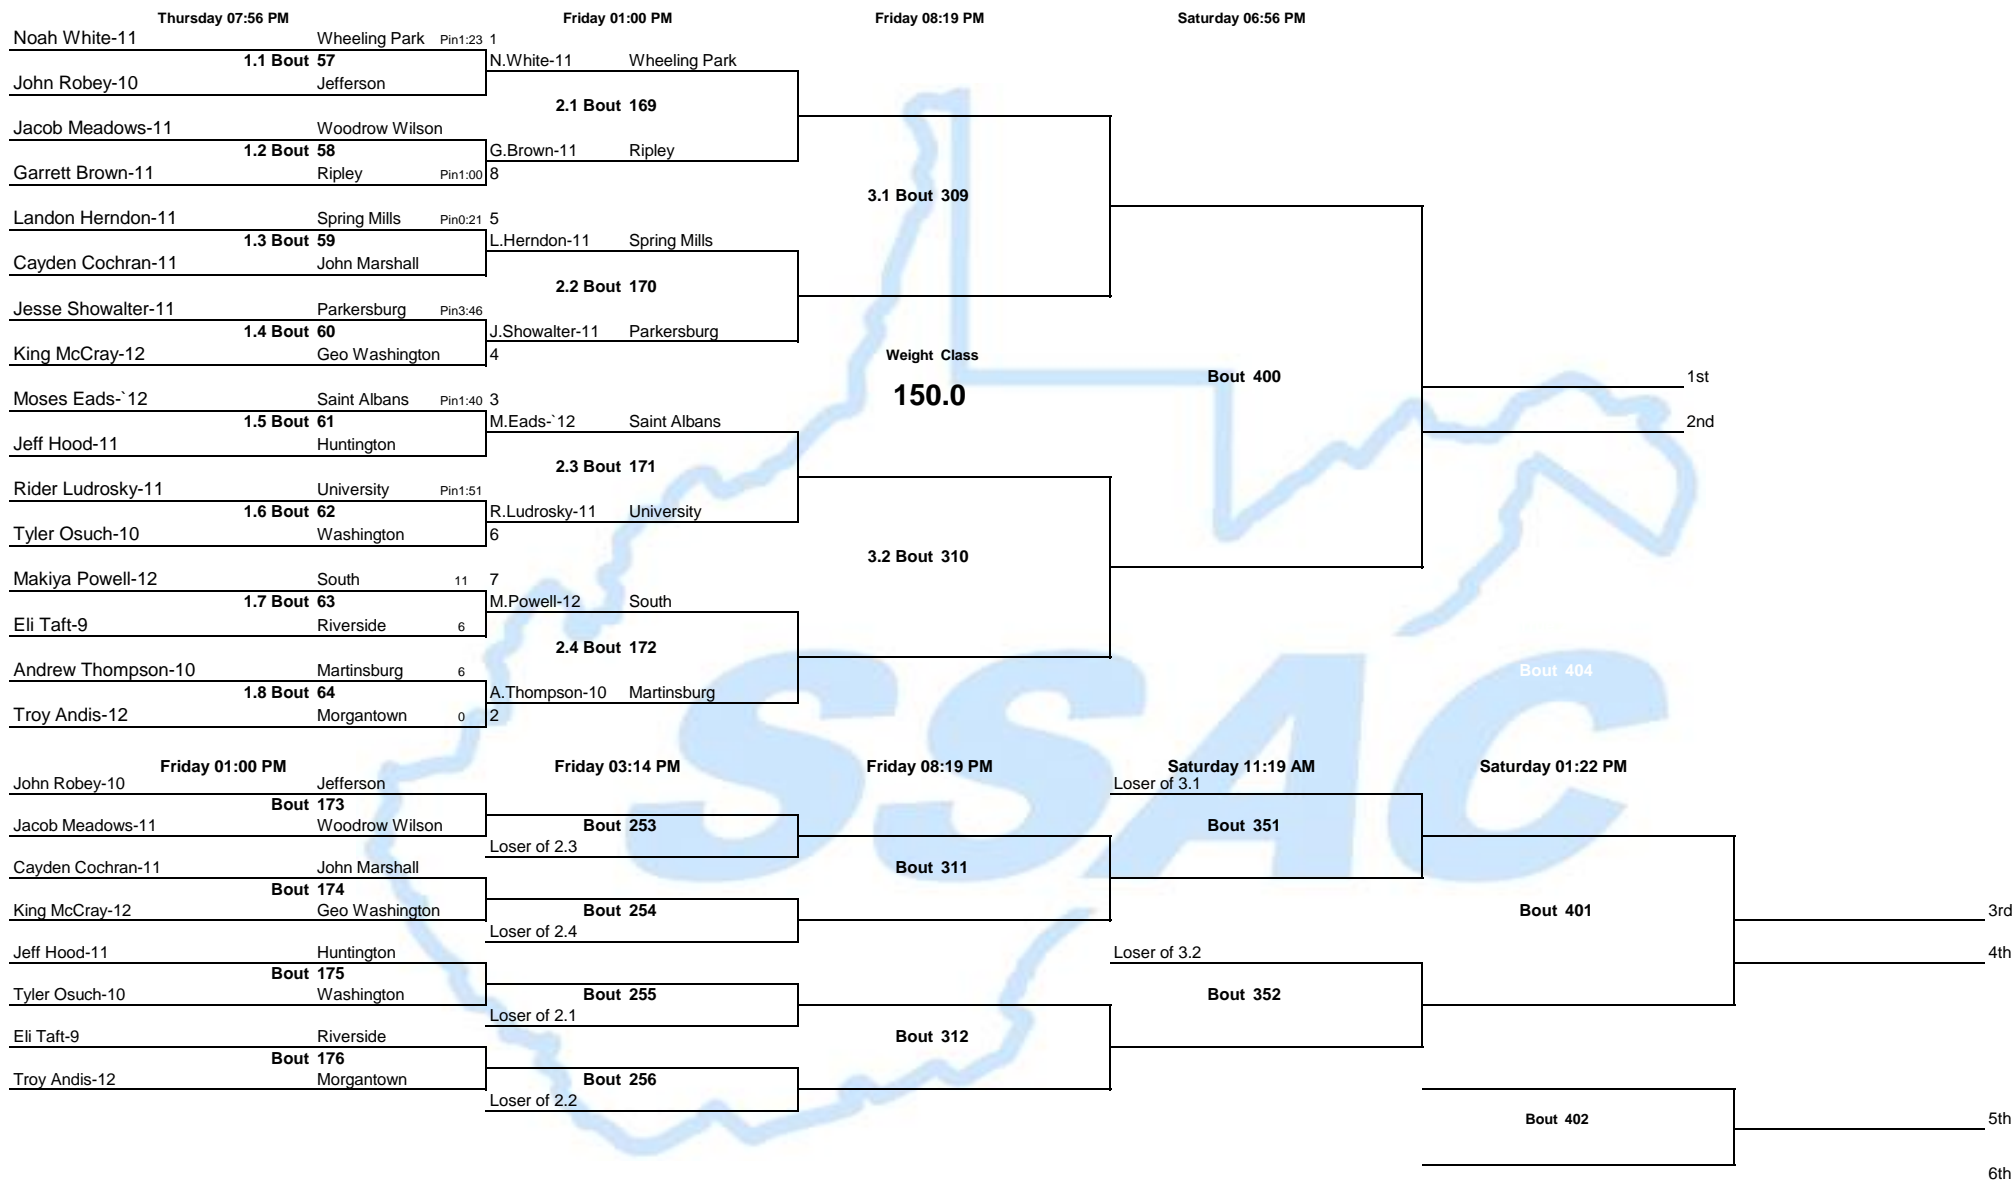 Thursday 07:56 PM Friday 01:00 PM Friday 08:19 PM Saturday 06:56 PM
Noah White-11 Wheeling Park Pin1:23 1
1.1 Bout 57 N.White-11 Wheeling Park
John Robey-10 Jefferson
2.1 Bout 169
Jacob Meadows-11 Woodrow Wilson
1.2 Bout 58 G.Brown-11 Ripley
Garrett Brown-11 Ripley Pin1:00 8
3.1 Bout 309
Landon Herndon-11 Spring Mills Pin0:21 5
1.3 Bout 59 L.Herndon-11 Spring Mills
Cayden Cochran-11 John Marshall
2.2 Bout 170
Jesse Showalter-11 Parkersburg Pin3:46
1.4 Bout 60 J.Showalter-11 Parkersburg
King McCray-12 Geo Washington 4 Weight Class
Bout 400 1st
150.0
Moses Eads-`12 Saint Albans Pin1:40 3
1.5 Bout 61 M.Eads-`12 Saint Albans 2nd
Jeff Hood-11 Huntington
2.3 Bout 171
Rider Ludrosky-11 University Pin1:51
1.6 Bout 62 R.Ludrosky-11 University
Tyler Osuch-10 Washington 6
3.2 Bout 310
Makiya Powell-12 South 11 7
1.7 Bout 63 M.Powell-12 South
Eli Taft-9 Riverside 6
2.4 Bout 172
Andrew Thompson-10 Martinsburg 6 Bout 404
1.8 Bout 64 A.Thompson-10 Martinsburg
Troy Andis-12 Morgantown 0 2
SSAC
Friday 01:00 PM Friday 03:14 PM Friday 08:19 PM Saturday 11:19 AM Saturday 01:22 PM
John Robey-10 Jefferson Loser of 3.1
Bout 173
Jacob Meadows-11 Woodrow Wilson Bout 253 Bout 351
Loser of 2.3
Cayden Cochran-11 John Marshall Bout 311
Bout 174
King McCray-12 Geo Washington Bout 254 Bout 401 3rd
Loser of 2.4
Jeff Hood-11 Huntington Loser of 3.2 4th
Bout 175
Tyler Osuch-10 Washington Bout 255 Bout 352
Loser of 2.1
Eli Taft-9 Riverside Bout 312
Bout 176
Troy Andis-12 Morgantown Bout 256
Loser of 2.2
Bout 402 5th
6th